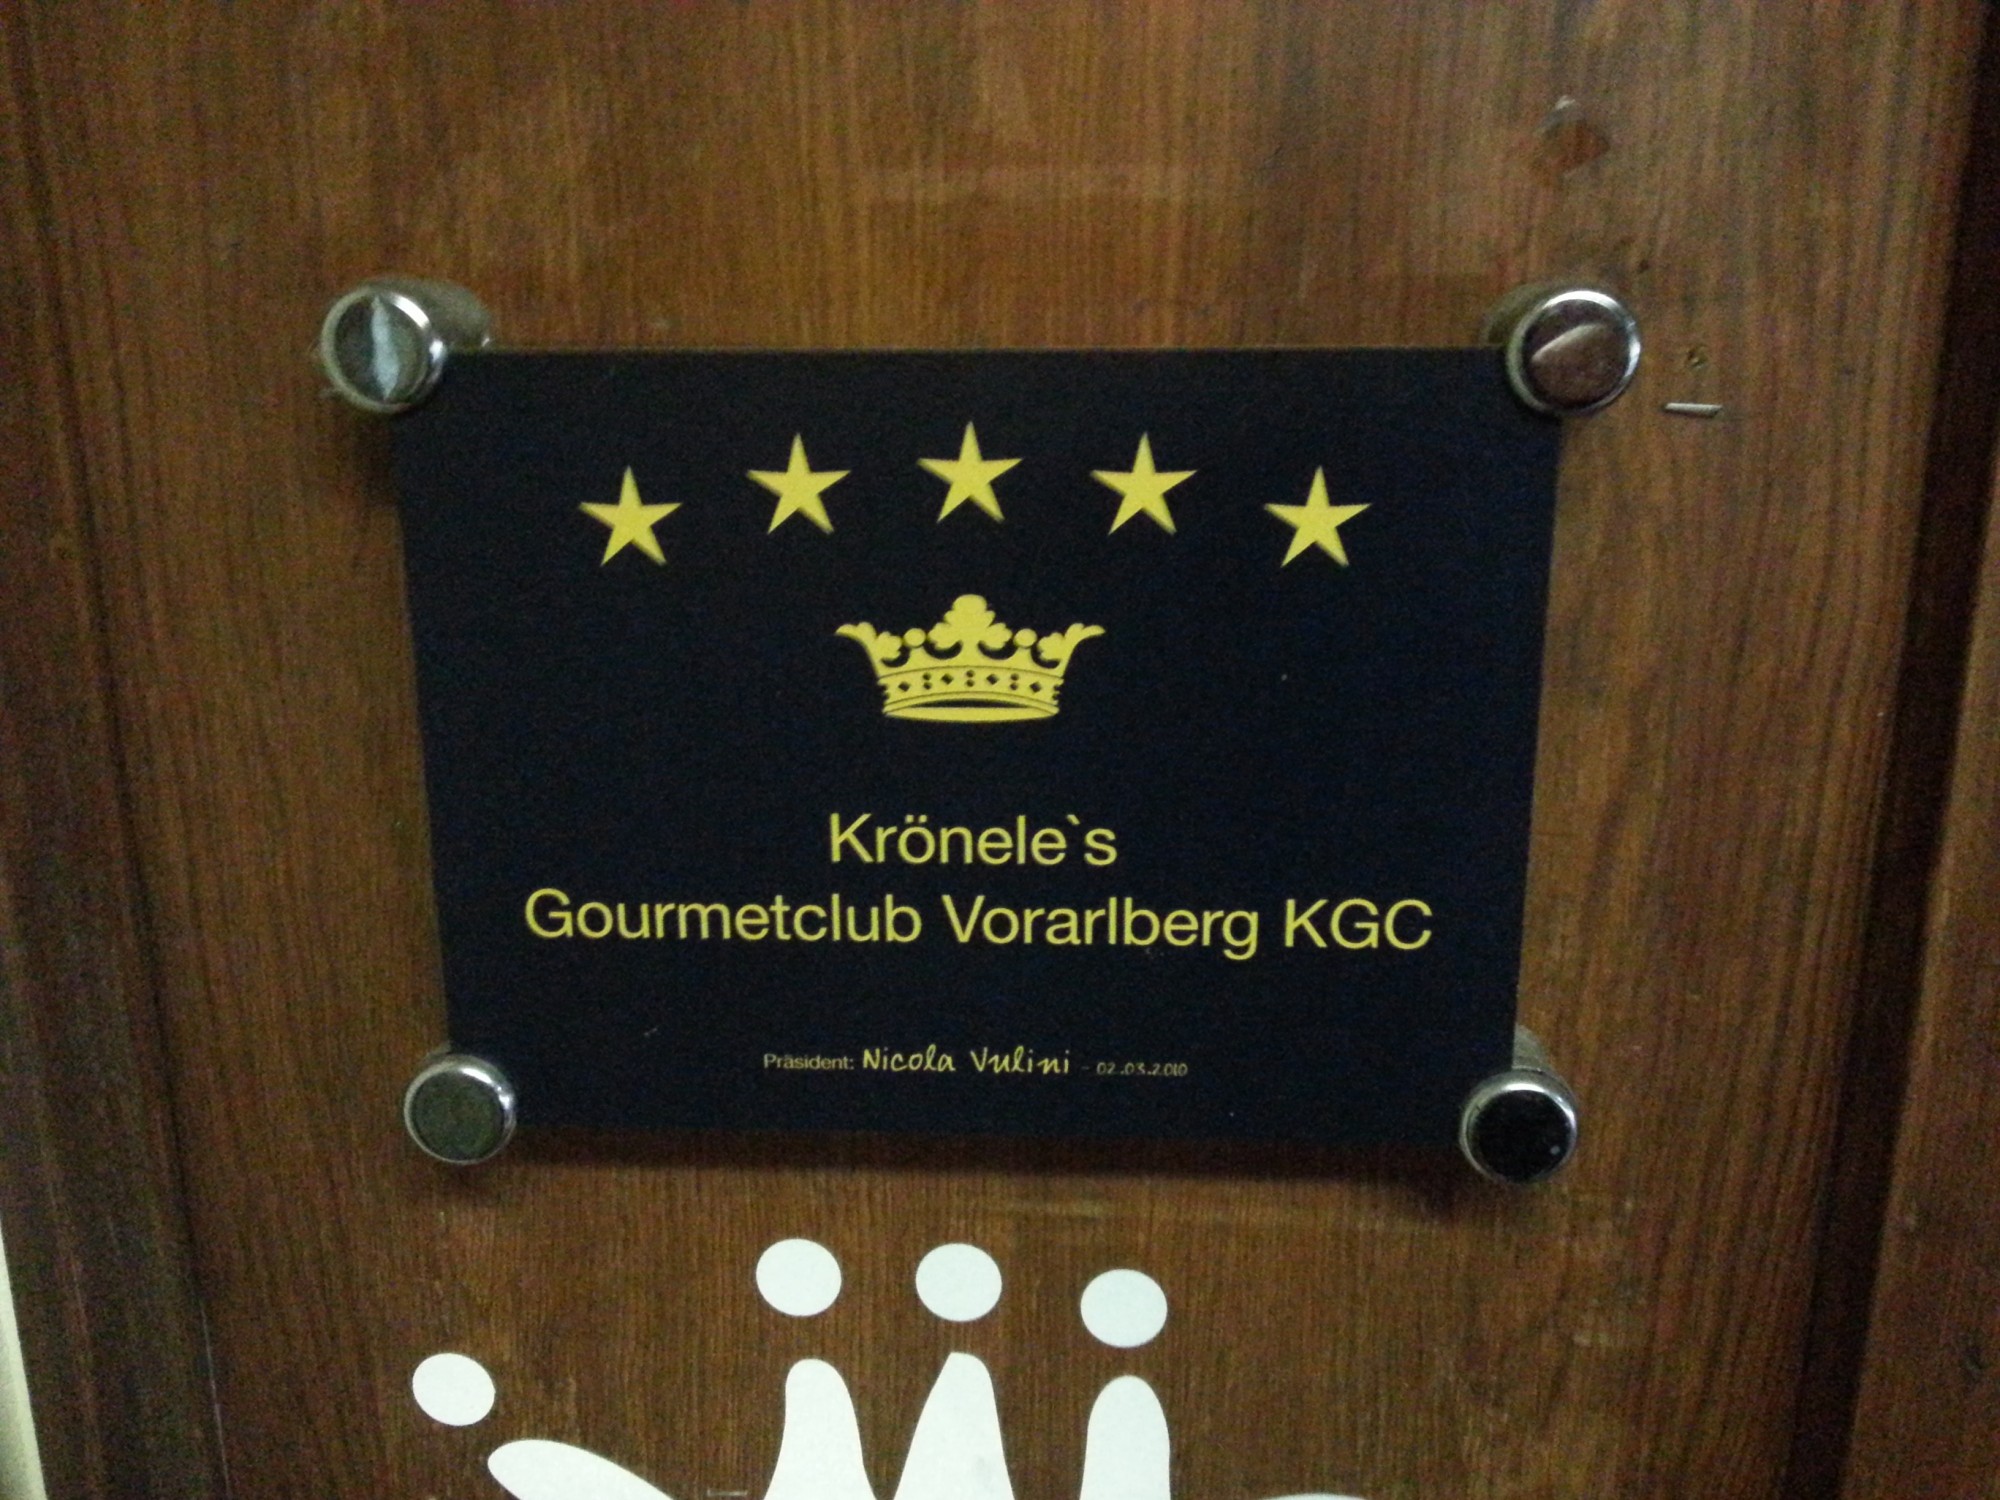 Krönele`s
Gourmetclub Vorarlberg KGC
Präsident: Nicola Vulini - 02.03.2010